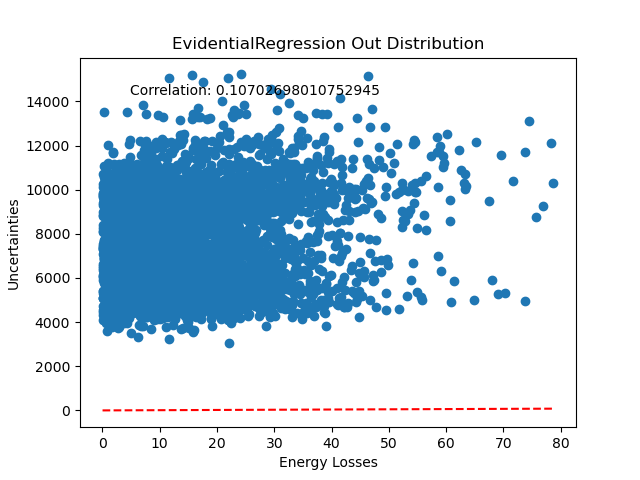 EvidentialRegression Out Distribution
Correlation: 0.10702698010752945
14000
12000
10000
8000
6000
4000
2000
0
Uncertainties
0 10 20 30 40 50 60 70 80
Energy Losses